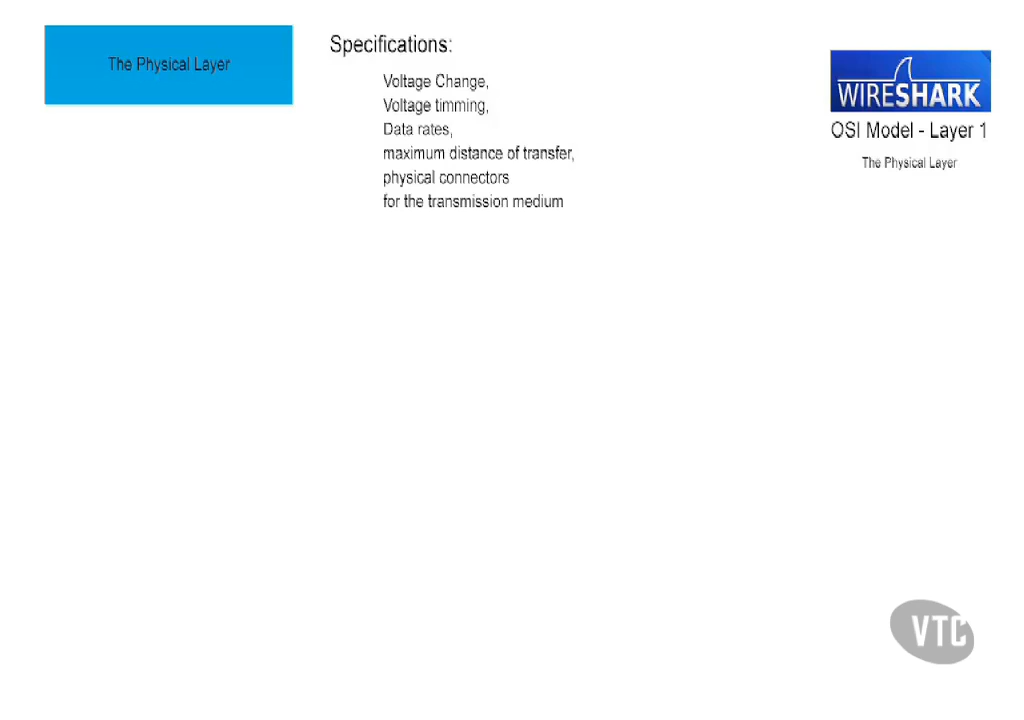 The Physical Layer
Specifications:
Voltage Change,
Voltage timming,
Data rates,
maximum distance of transfer,
physical connectors
for the transmission medium
WIRESHARK
OSI Model - Layer 1
The Physical Layer
VTC